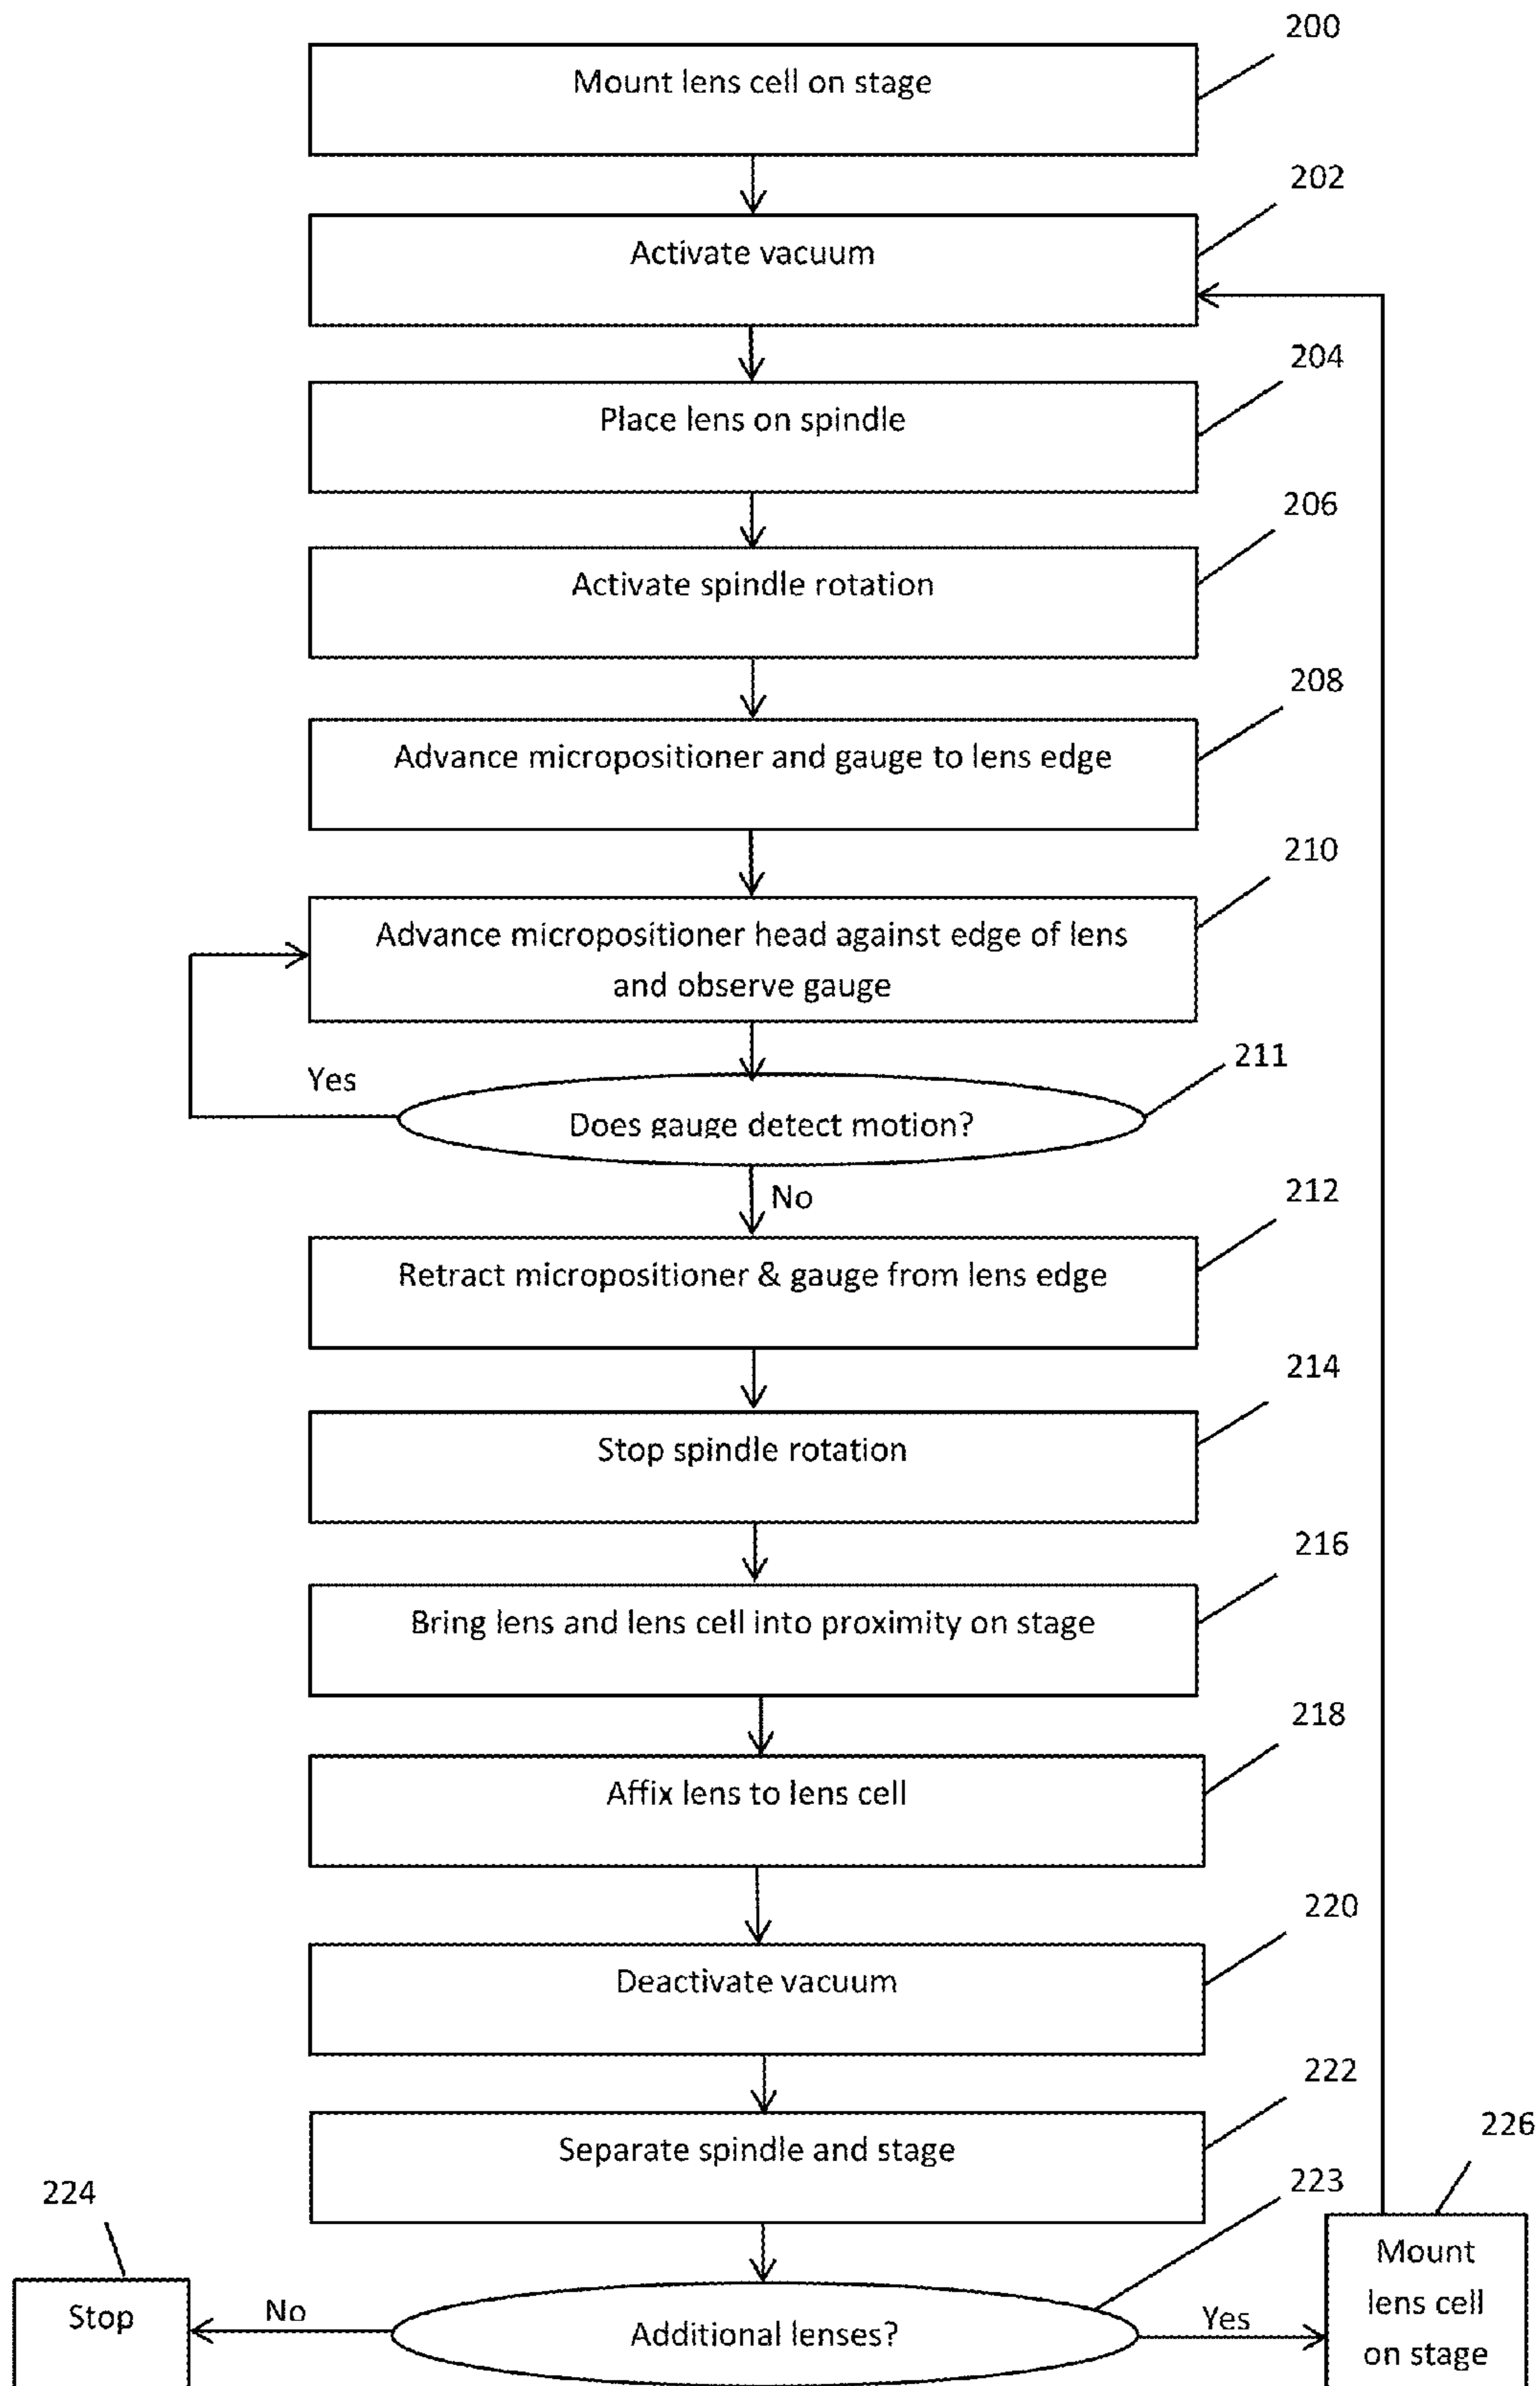 200
Mount lens cell on stage
202
Activate vacuum
204
Place lens on spindle
206
Activate spindle rotation
208
Advance micropositioner and gauge to lens edge
210
Advance micropositioner head against edge of lens
and observe gauge
211
Yes
Does gauge detect motion?
212
No
Retract micropositioner & gauge from lens edge
214
Stop spindle rotation
216
Bring lens and lens cell into proximity on stage
218
Affix lens to lens cell
220
Deactivate vacuum
222
Separate spindle and stage
226
223
224
Mount
lens cell
on stage
Stop
No
Additional lenses?
Yes